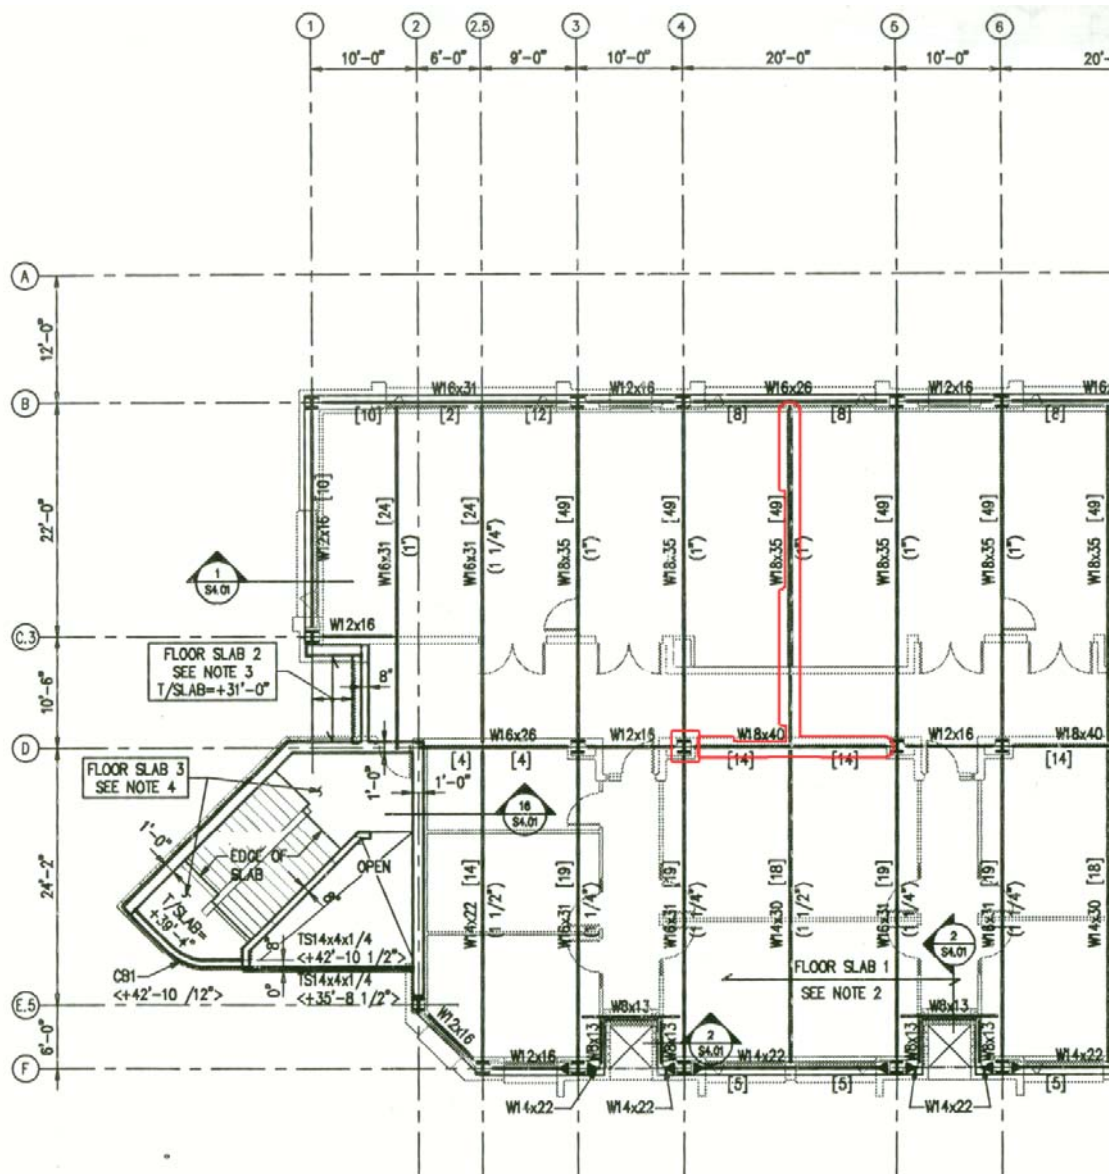 1 2 2.5 3 4 5 6
10'-0" 6'-0" 9'-0" 10'-0" 20'-0" 10'-0" 20'-
A
12'-0"
B
22'-0"
C.3
10'-6"
D
24'-2"
E.5
6'-0"
F
W16x31 W12x16 W16x26 W12x16 W16
[10] [2] [12] [8] [8] [8]
W12x16 [10]
W16x31 [24] (1")
W16x31 [24] (1 1/4")
W18x35 [49] (1")
W18x35 [49] (1")
W18x35 [49] (1")
W18x35 [49] (1")
W18x35 [49] (1")
W18x35 [49]
1
S4.01
W12x16
FLOOR SLAB 2
SEE NOTE 3
T/SLAB=+31'-0"
8"
W16x26 W12x16 W18x40 W12x16 W18x40
[4] [4] [14] [14] [14]
FLOOR SLAB 3
SEE NOTE 4
1'-0"
1'-0"
16
S4.01
1'-0"
EDGE OF
SLAB
OPEN
8"
T/SLAB=
+39'-4"
8"
0"
TS14x4x1/4
<+42'-10 1/2">
TS14x4x1/4
<+35'-8 1/2">
CB1
<+42'-10 /12">
W14x22 [14] (1 1/2")
W16x31 [19] (1 1/4")
W16x31 [19] (1 1/4")
W14x30 [18] (1 1/2")
W16x31 [19] (1 1/4")
W16x31 [19] (1 1/4")
W14x30 [18]
2
S4.01
FLOOR SLAB 1
SEE NOTE 2
W8x13 W8x13
W8x13 W8x13 W8x13 W8x13
2
S4.01
W12x16
W12x16 W14x22 W14x22
[5] [5] [5]
W14x22 W14x22 W14x22 W14x22